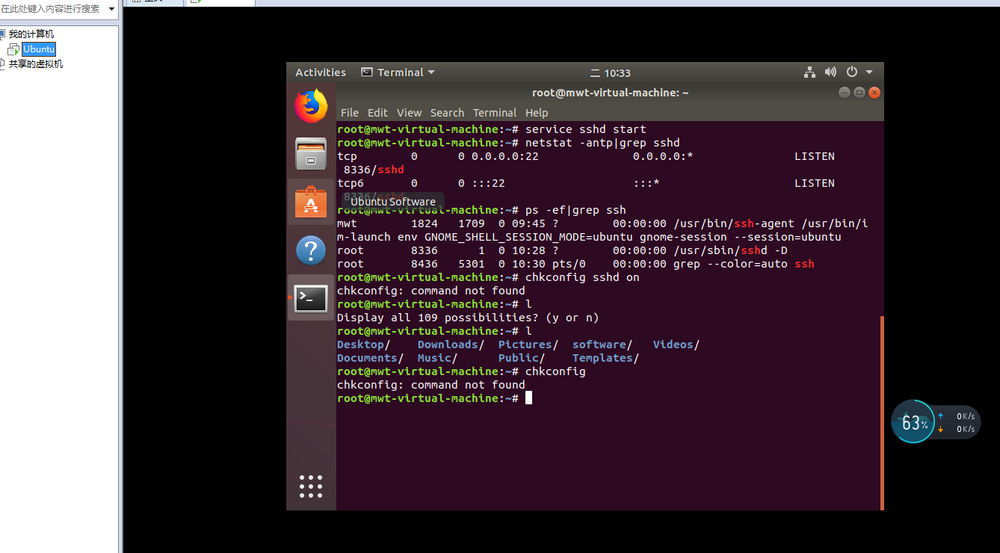 在此处键入内容进行搜索
我的计算机
Ubuntu
共享的虚拟机
Activities Terminal 二 10:33
root@mwt-virtual-machine: ~
File Edit View Search Terminal Help
root@mwt-virtual-machine:~# service sshd start
root@mwt-virtual-machine:~# netstat -antp|grep sshd
tcp 0 0 0.0.0.0:22 0.0.0.0:* LISTEN
8336/sshd
tcp6 0 0 :::22 :::* LISTEN
8336/sshd
Ubuntu Software
root@mwt-virtual-machine:~# ps -ef|grep ssh
mwt 1824 1709 0 09:45 ? 00:00:00 /usr/bin/ssh-agent /usr/bin/i
m-launch env GNOME_SHELL_SESSION_MODE=ubuntu gnome-session --session=ubuntu
root 8336 1 0 10:28 ? 00:00:00 /usr/sbin/sshd -D
root 8436 5301 0 10:30 pts/0 00:00:00 grep --color=auto ssh
root@mwt-virtual-machine:~# chkconfig sshd on
chkconfig: command not found
root@mwt-virtual-machine:~# l
Display all 109 possibilities? (y or n)
root@mwt-virtual-machine:~# l
Desktop/ Downloads/ Pictures/ software/ Videos/
Documents/ Music/ Public/ Templates/
root@mwt-virtual-machine:~# chkconfig
chkconfig: command not found
root@mwt-virtual-machine:~#
63%
0K/s
0K/s